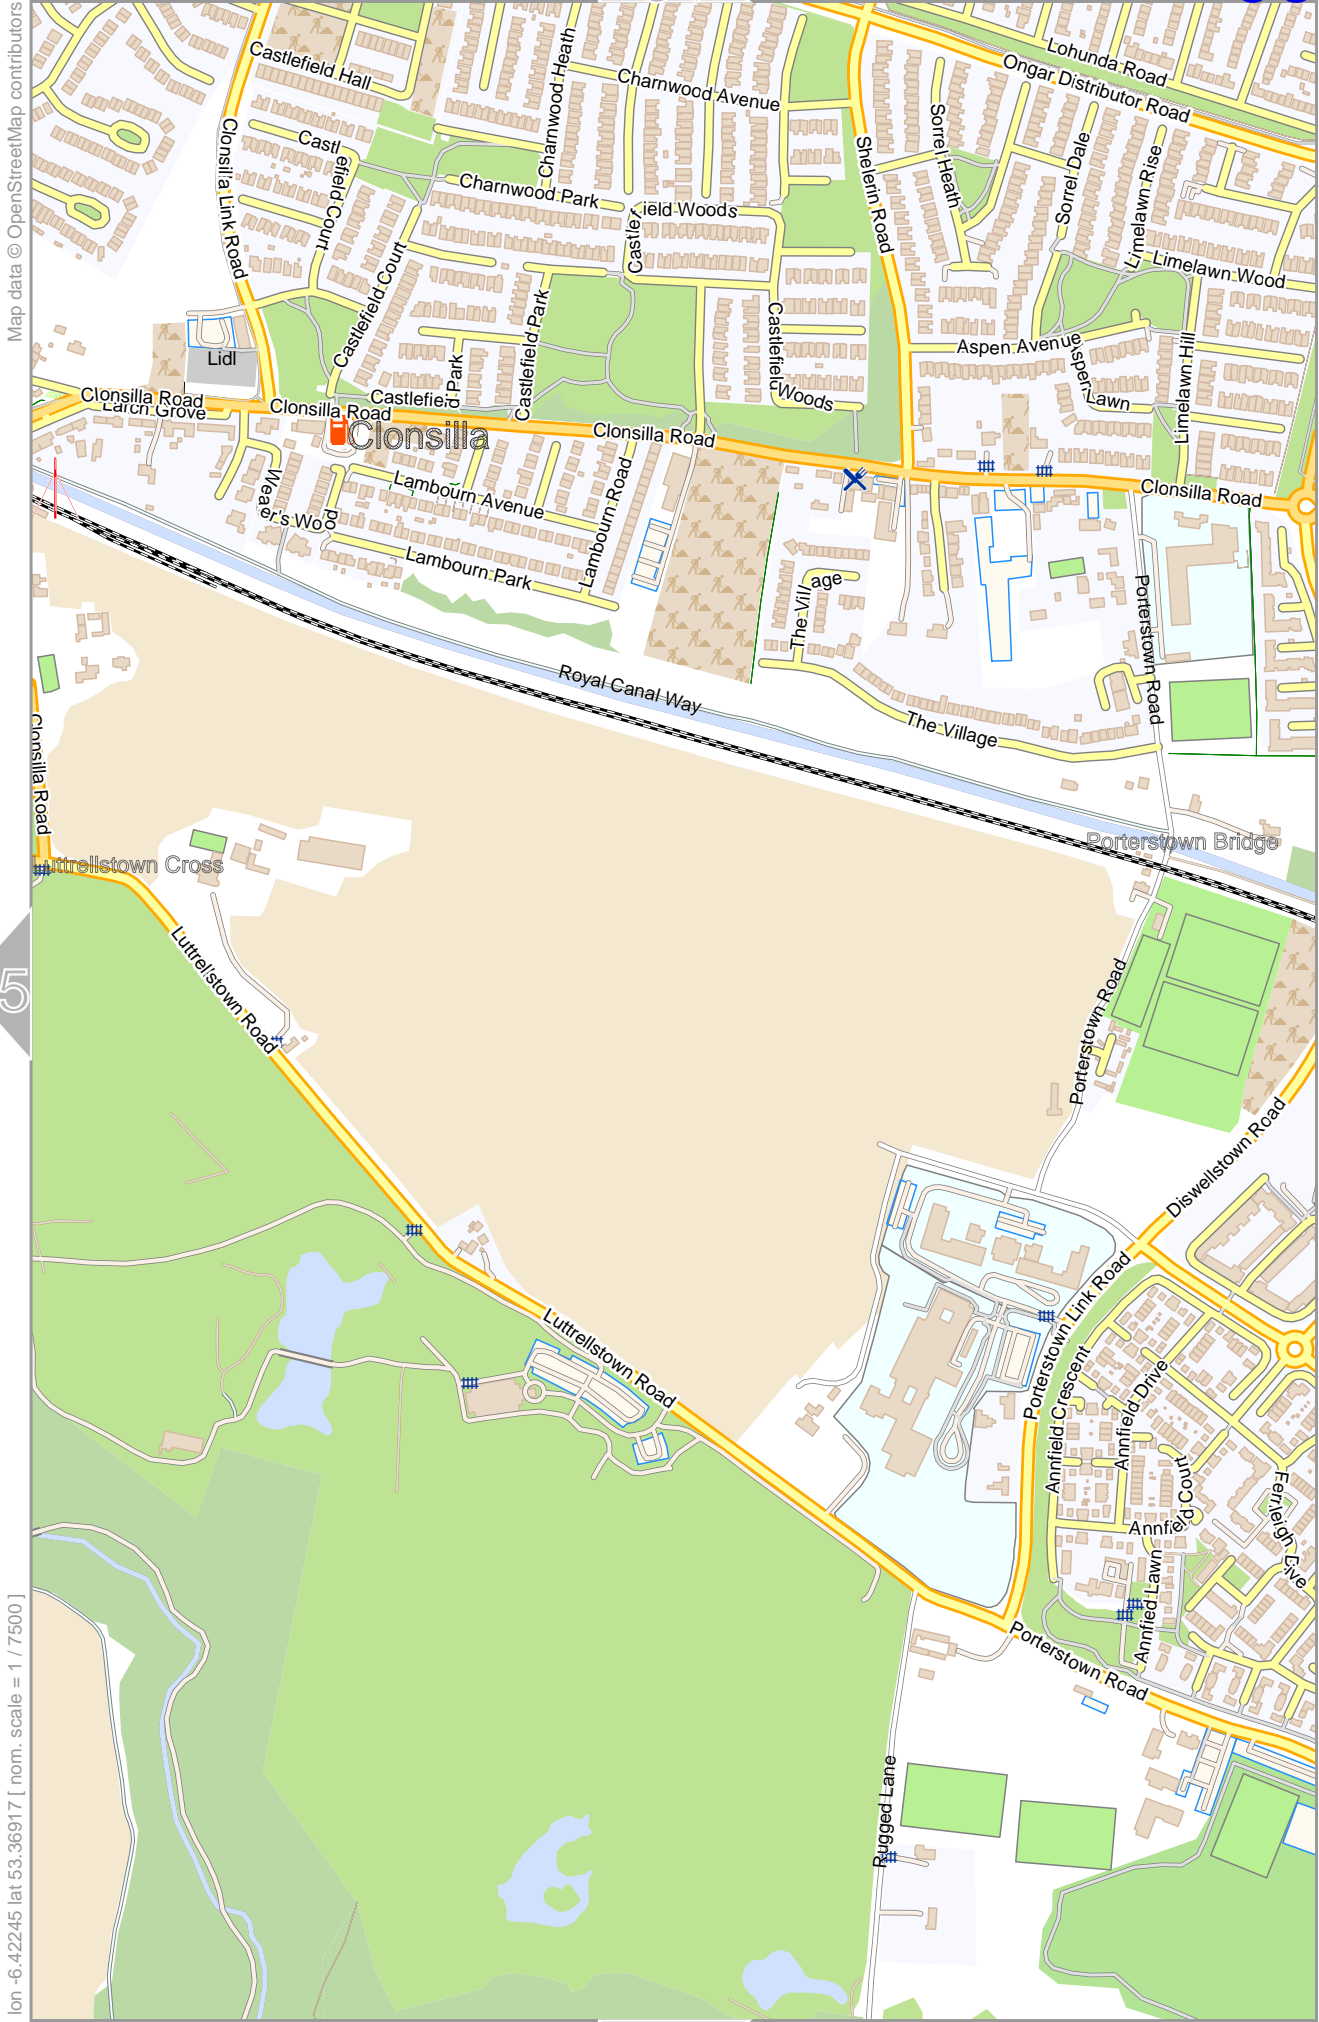 Map data © OpenStreetMap contributors
Lohunda Road
Ongar Distributor Road
Castlefield Hall
Charnwood Heath
Charnwood Avenue
Clonsilla Link Road
Castlefield Court
Shelerin Road
Sorrel Heath
Sorrel Dale
Limelawn Rise
Charnwood Park
Castlefield Woods
Castlefield Court
Limelawn Wood
Castlefield Park
Castlefield Woods
Aspen Avenue
Aspen Lawn
Limelawn Hill
Lidl
Castlefield Park
Clonsilla Road
Larch Grove
Clonsilla Road
Clonsilla
Clonsilla Road
Clonsilla Road
Weaver's Wood
Lambourn Avenue
Lambourn Road
Lambourn Park
The Village
Porterstown Road
Royal Canal Way
The Village
Clonsilla Road
Porterstown Bridge
Luttrellstown Cross
Luttrellstown Road
5
Porterstown Road
Diswellstown Road
Luttrellstown Road
Porterstown Link Road
Annfield Crescent
Annfield Drive
Annfield Court
Fernleigh Drive
Annfield Lawn
Porterstown Road
Rugged Lane
lon -6.42245 lat 53.36917 [ nom. scale = 1 / 7500 ]